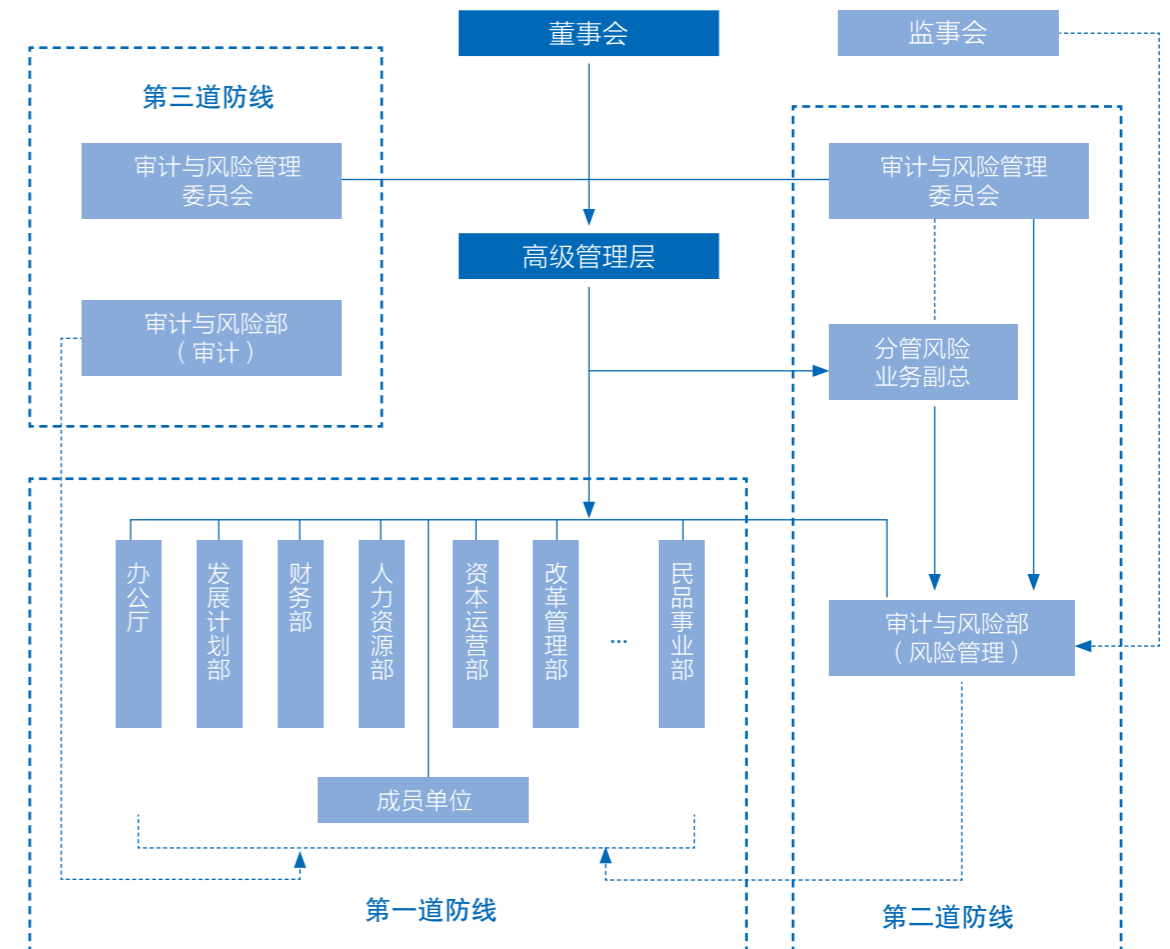 董事会
监事会
第三道防线
审计与风险管理
委员会
审计与风险管理
委员会
高级管理层
审计与风险部
（审计）
分管风险
业务副总
办公厅
发展计划部
财务部
人力资源部
资本运营部
改革管理部
...
民品事业部
审计与风险部
（风险管理）
成员单位
第一道防线
第二道防线